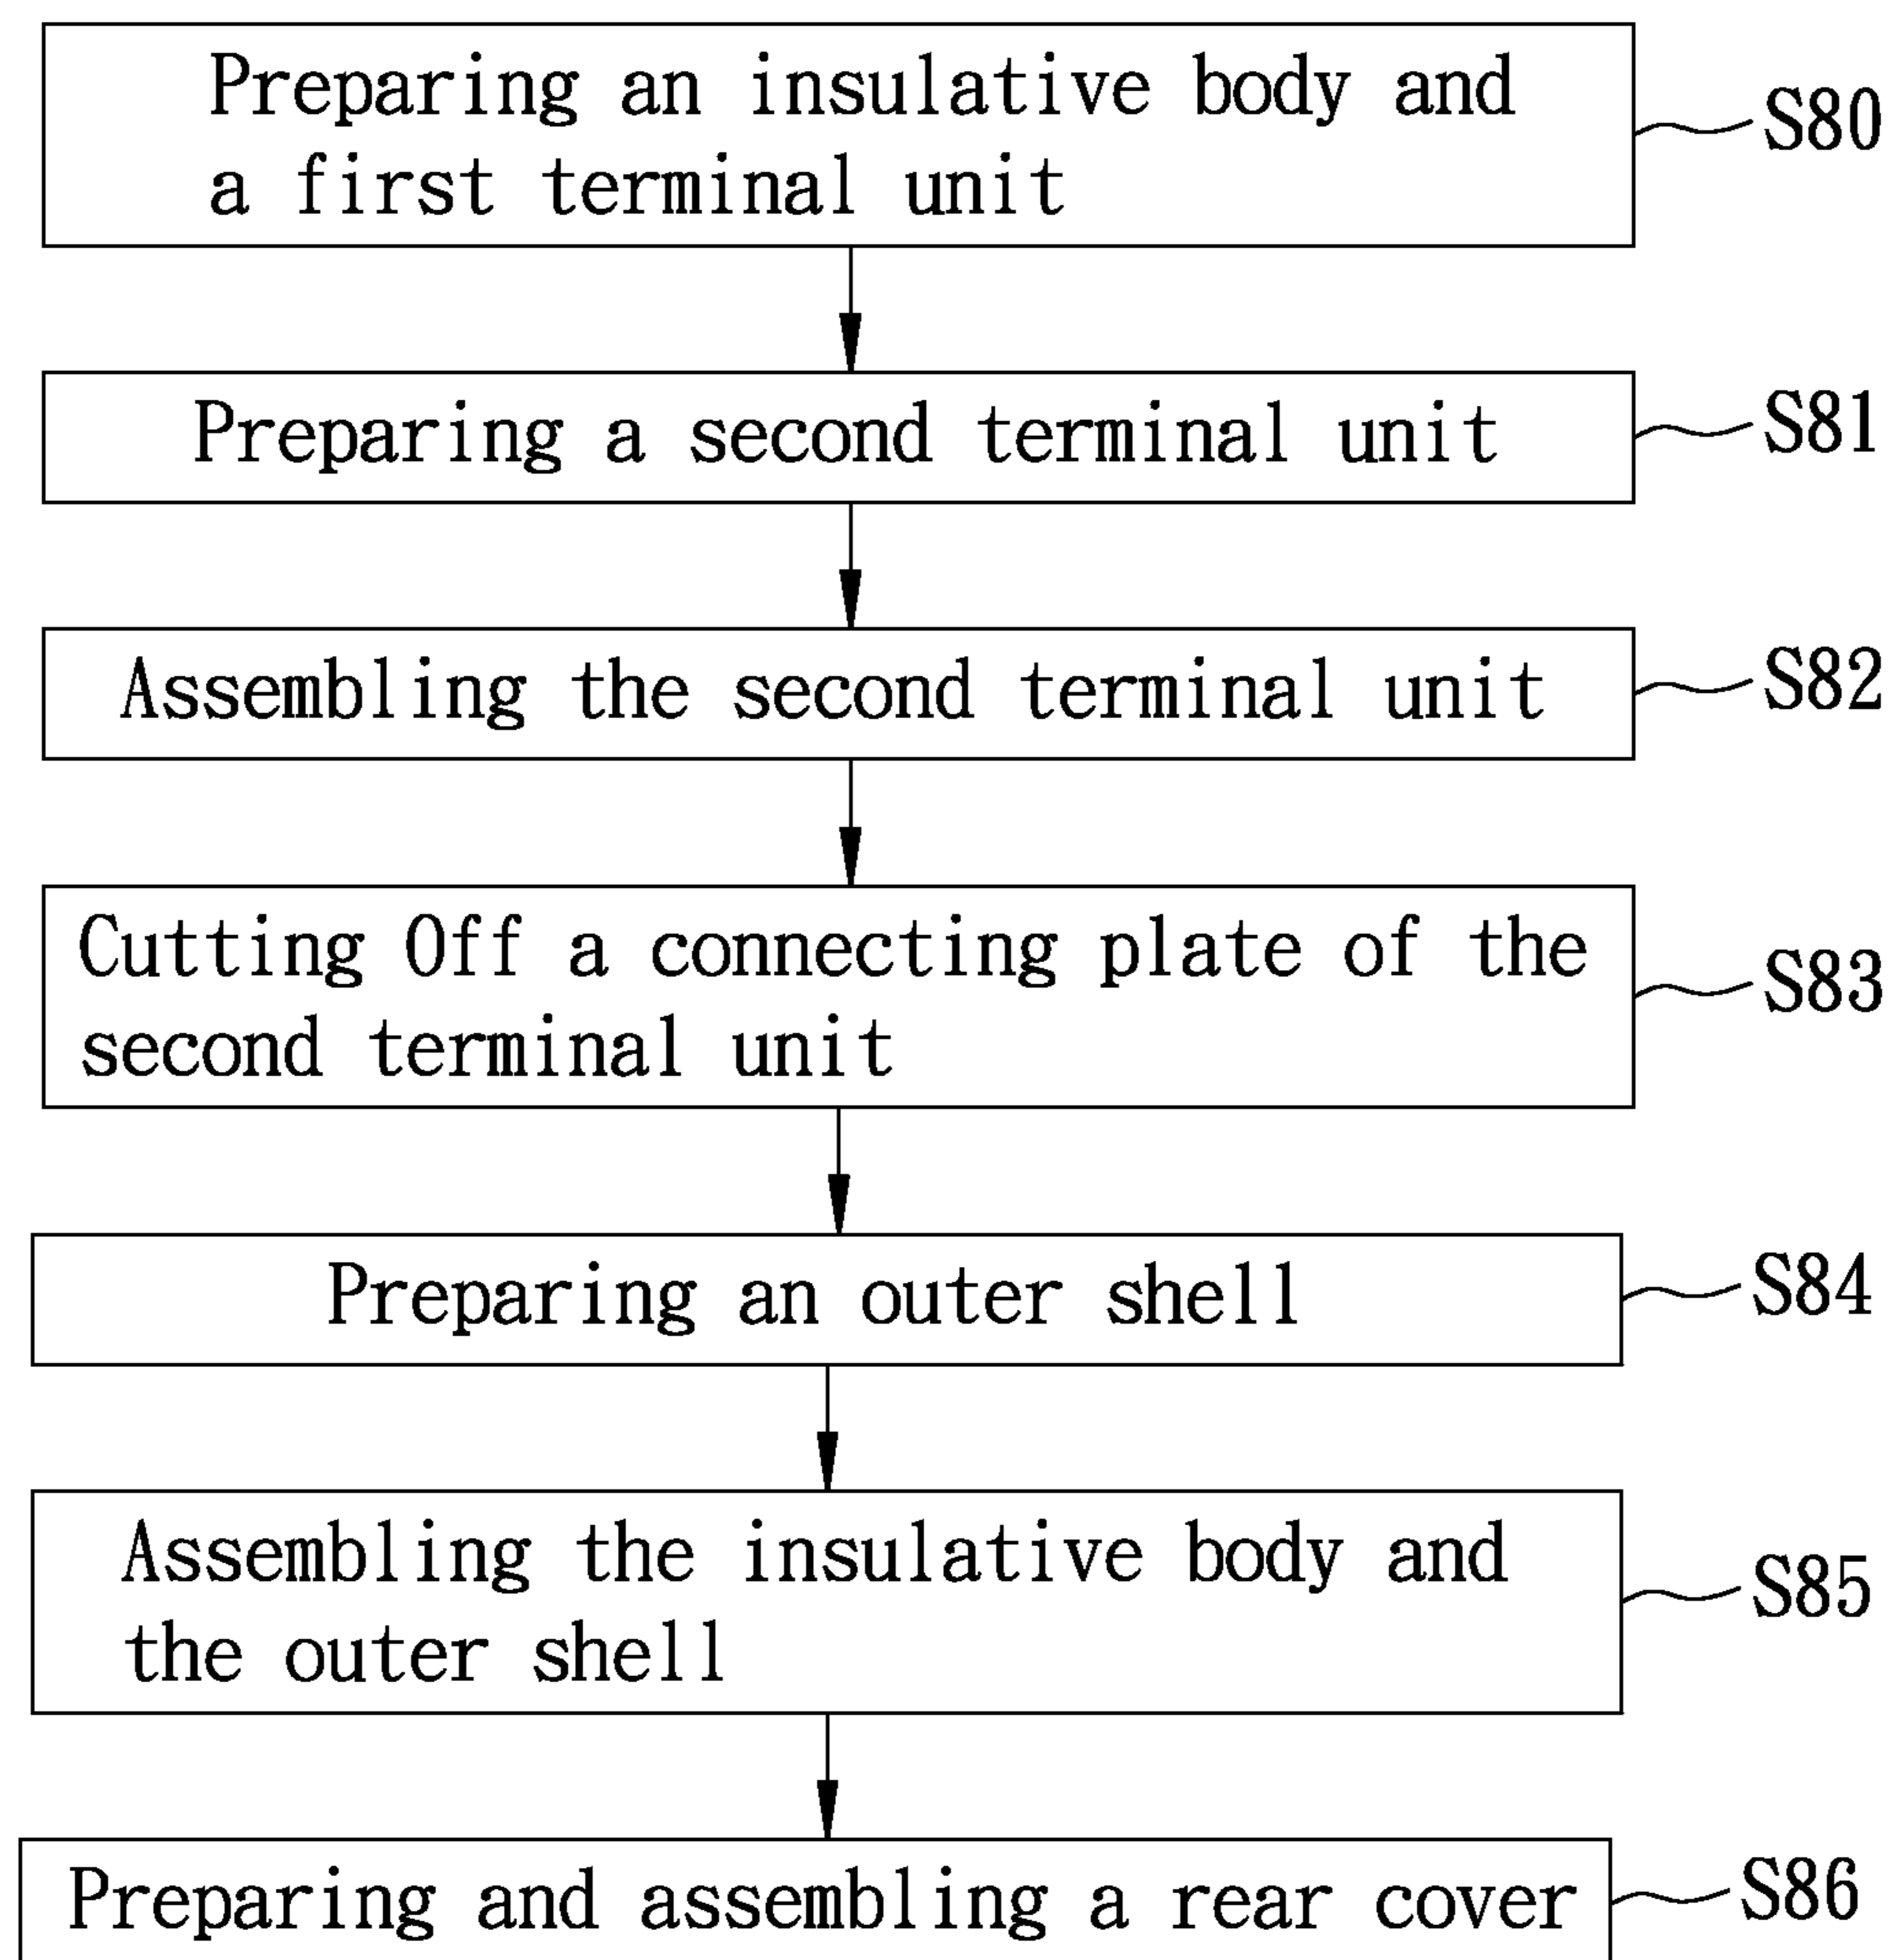 Preparing an insulative body and
a first terminal unit
S80
Preparing a second terminal unit
S81
Assembling the second terminal unit
S82
Cutting Off a connecting plate of the
second terminal unit
S83
Preparing an outer shell
S84
Assembling the insulative body and
the outer shell
S85
Preparing and assembling a rear cover
S86